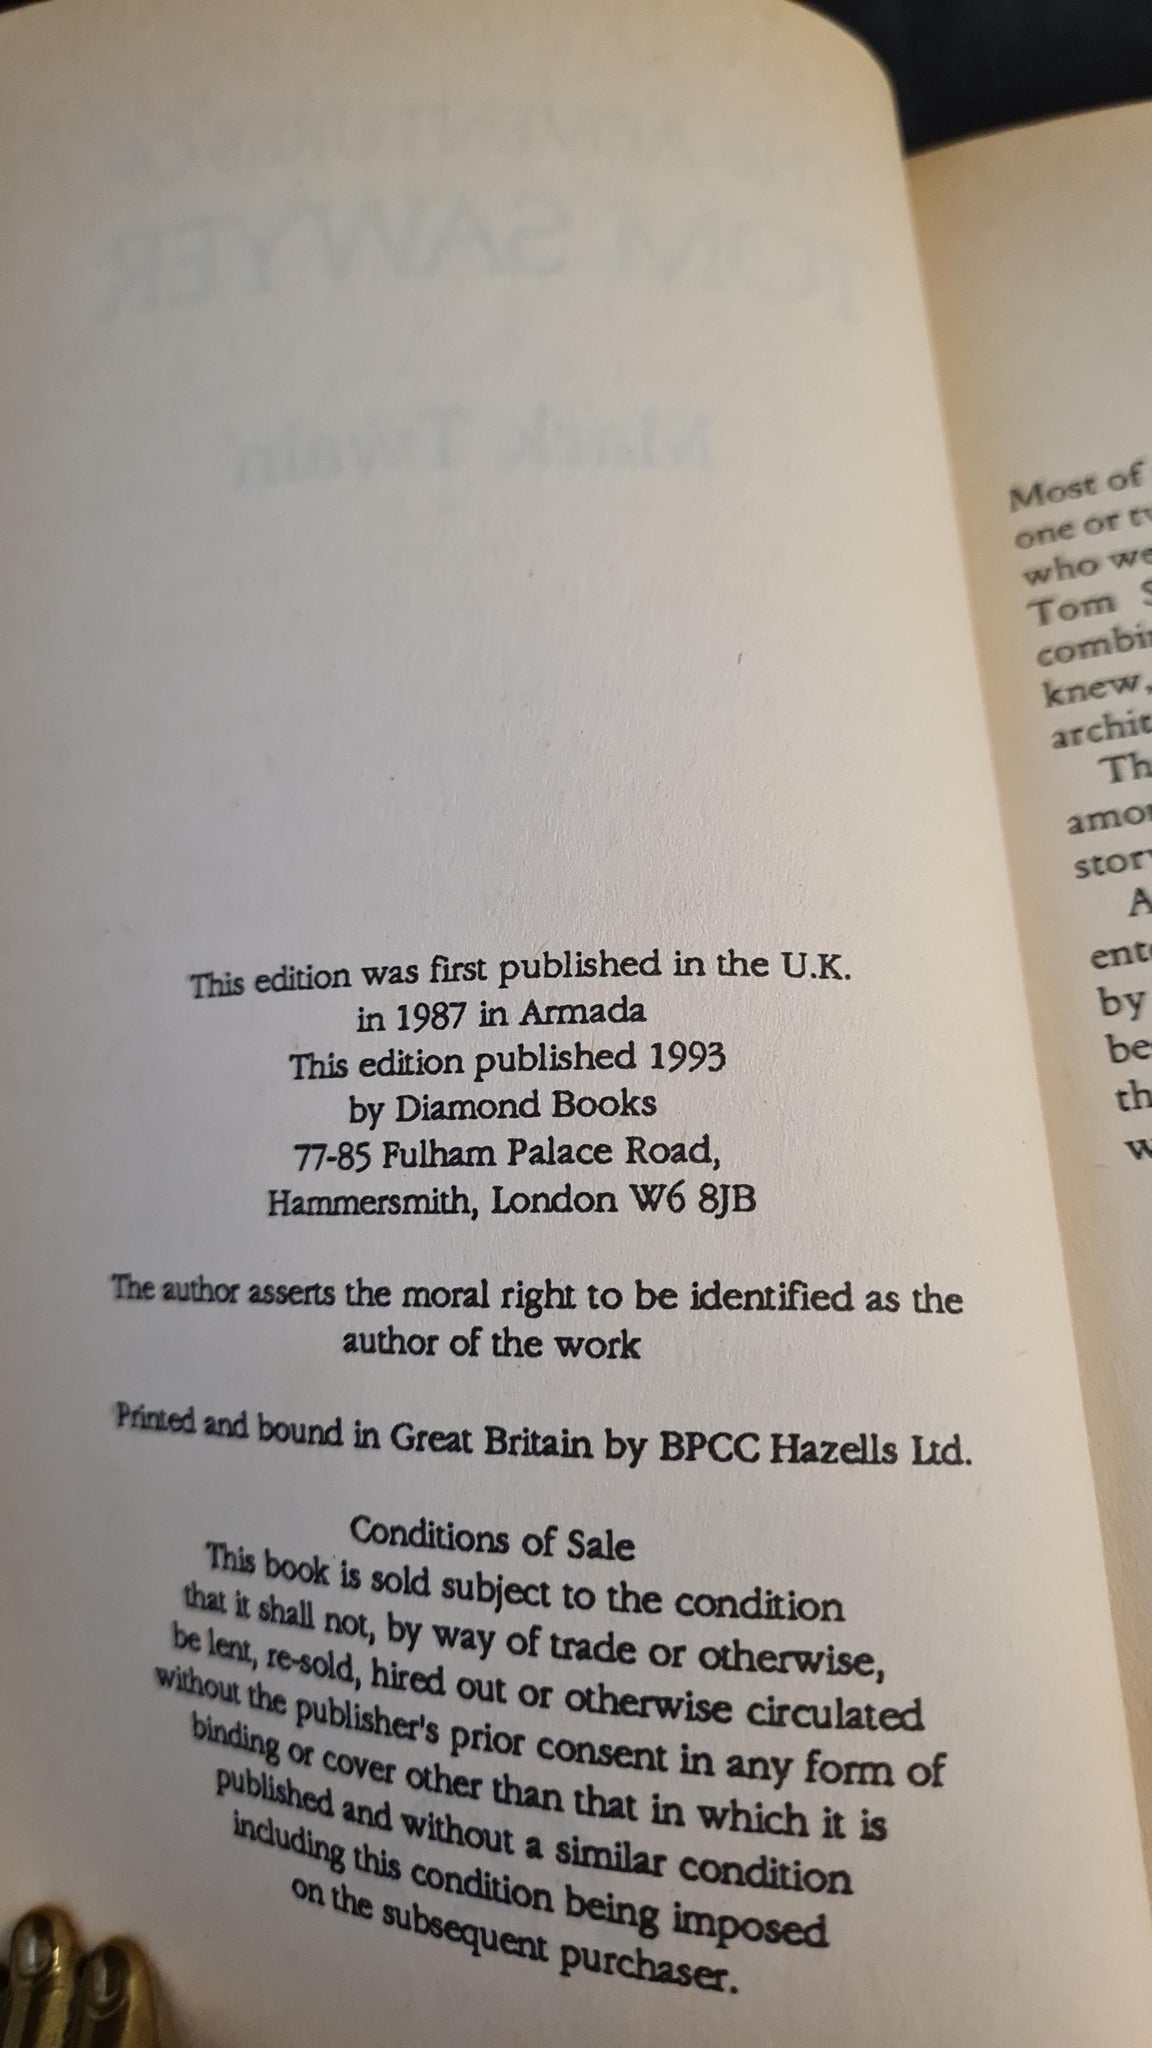 This edition was first published in the U.K.
in 1987 in Armada
This edition published 1993
by Diamond Books
77-85 Fulham Palace Road,
Hammersmith, London W6 8JB
The author asserts the moral right to be identified as the
author of the work
Printed and bound in Great Britain by BPCC Hazells Ltd.
Conditions of Sale
This book is sold subject to the condition
that it shall not, by way of trade or otherwise,
be lent, re-sold, hired out or otherwise circulated
without the publisher's prior consent in any form of
binding or cover other than that in which it is
published and without a similar condition
including this condition being imposed
on the subsequent purchaser.
TOM SAWYER
Mark Twain
Most of
one or
who
Tom
knew,
by